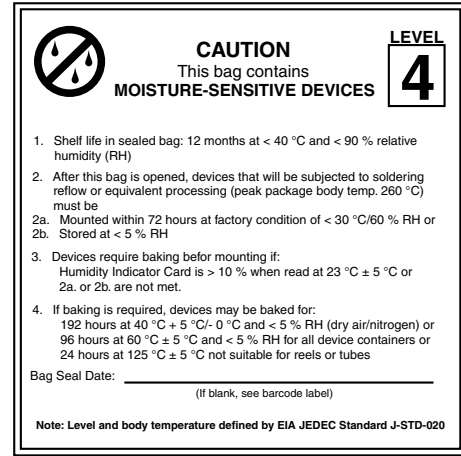 LEVEL
CAUTION
4
This bag contains
MOISTURE-SENSITIVE DEVICES
1. Shelf life in sealed bag: 12 months at < 40 °C and < 90 % relative
humidity (RH)
2. After this bag is opened, devices that will be subjected to soldering
reflow or equivalent processing (peak package body temp. 260 °C)
must be
2a. Mounted within 72 hours at factory condition of < 30 °C/60 % RH or
2b. Stored at < 5 % RH
3. Devices require baking befor mounting if:
Humidity Indicator Card is > 10 % when read at 23 °C ± 5 °C or
2a. or 2b. are not met.
4. If baking is required, devices may be baked for:
192 hours at 40 °C + 5 °C/- 0 °C and < 5 % RH (dry air/nitrogen) or
96 hours at 60 °C ± 5 °C and < 5 % RH for all device containers or
24 hours at 125 °C ± 5 °C not suitable for reels or tubes
Bag Seal Date:
(If blank, see barcode label)
Note: Level and body temperature defined by EIA JEDEC Standard J-STD-020